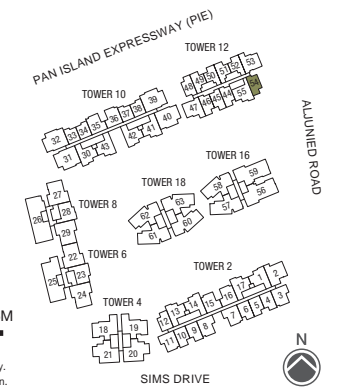 PAN ISLAND EXPRESSWAY (PIE)
TOWER 12
48 49 50 51 52 53
47 46 45 44 55 54
TOWER 10
32 33 34 35 36 37 38 39
31 30 43 42 41 40
ALJUNIED ROAD
TOWER 16
58 59
57 56
TOWER 18
62 63
61 60
TOWER 8
27
26 28
29
TOWER 6
22
25 23
24
TOWER 2
12 13 14 15 16 17 1 2
11 10 9 8 7 6 5 4 3
TOWER 4
18 19
21 20
M
y.
n.
SIMS DRIVE
N